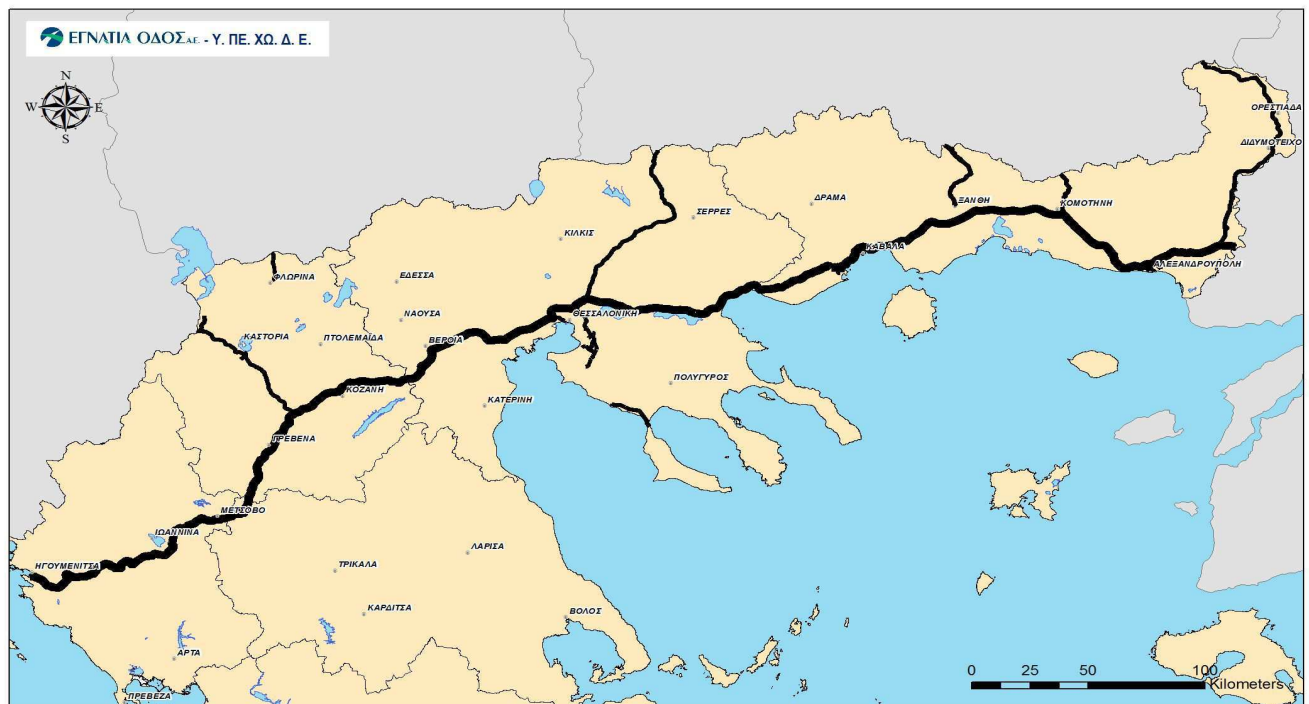 ΕΓΝΑΤΙΑ ΟΔΟΣ Α.Ε. - Υ. ΠΕ. ΧΩ. Δ. Ε.
N
W E
S
ΟΡΕΣΤΙΑΔΑ
ΔΙΔΥΜΟΤΕΙΧΟ
ΔΡΑΜΑ
ΞΑΝΘΗ
ΚΟΜΟΤΗΝΗ
ΣΕΡΡΕΣ
ΚΙΛΚΙΣ
ΚΑΒΑΛΑ
ΑΛΕΞΑΝΔΡΟΥΠΟΛΗ
ΦΛΩΡΙΝΑ
ΕΔΕΣΣΑ
ΝΑΟΥΣΑ
ΘΕΣΣΑΛΟΝΙΚΗ
ΚΑΣΤΟΡΙΑ
ΠΤΟΛΕΜΑΙΔΑ
ΒΕΡΟΙΑ
ΠΟΛΥΓΥΡΟΣ
ΚΟΖΑΝΗ
ΚΑΤΕΡΙΝΗ
ΓΡΕΒΕΝΑ
ΜΕΤΣΟΒΟ
ΙΩΑΝΝΙΝΑ
ΛΑΡΙΣΑ
ΗΓΟΥΜΕΝΙΤΣΑ
ΤΡΙΚΑΛΑ
ΚΑΡΔΙΤΣΑ
ΒΟΛΟΣ
ΑΡΤΑ
ΠΡΕΒΕΖΑ
0 25 50 100
Kilometers